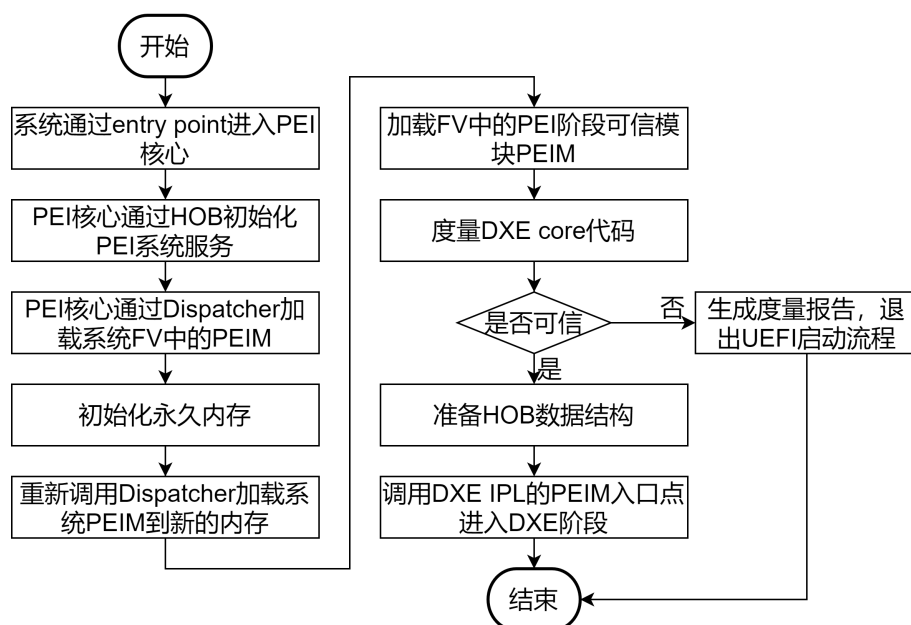 开始
系统通过entry point进入PEI
核心
PEI核心通过HOB初始化
PEI系统服务
PEI核心通过Dispatcher加
载系统FV中的PEIM
初始化永久内存
重新调用Dispatcher加载系
统PEIM到新的内存
加载FV中的PEI阶段可信模
块PEIM
度量DXE core代码
是否可信
否
生成度量报告，退
出UEFI启动流程
是
准备HOB数据结构
调用DXE IPL的PEIM入口点
进入DXE阶段
结束